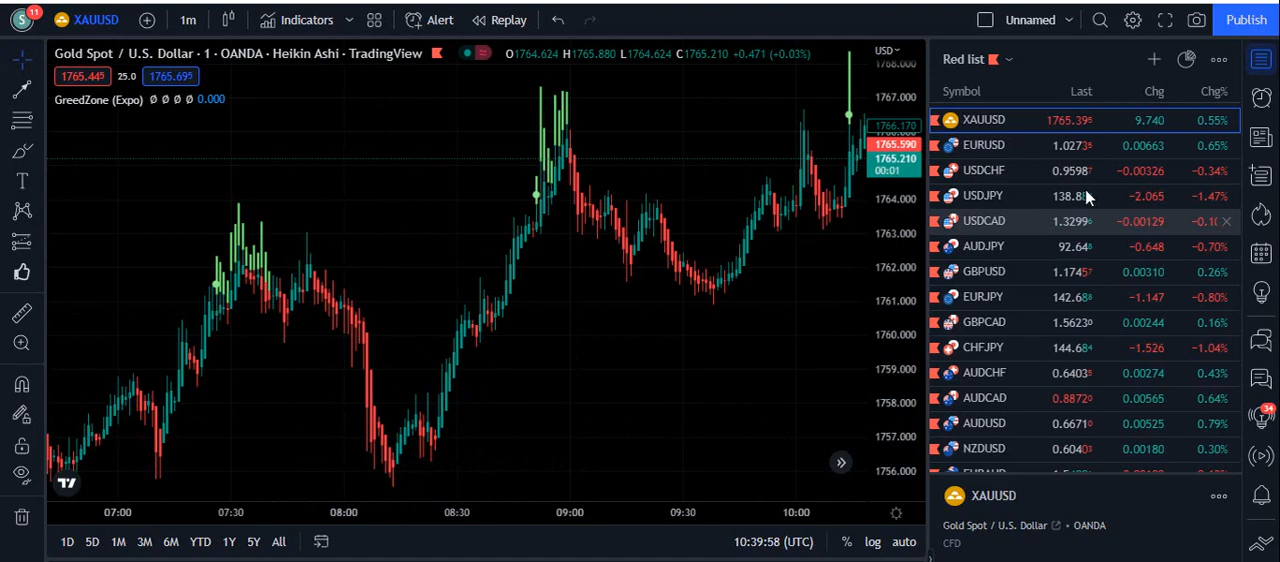 S 11 XAUUSD 1m Indicators Alert Replay Unnamed Publish
Gold Spot / U.S. Dollar · 1 · OANDA · Heikin Ashi · TradingView O1764.624 H1765.880 L1764.624 C1765.210 +0.471 (+0.03%) USD
1765.445 25.0 1765.695
GreedZone (Expo) Ø Ø Ø Ø 0.000
1768.000
1767.000
1766.170
1765.590
1765.210
00:01
1764.000
1763.000
1762.000
1761.000
1760.000
1759.000
1758.000
1757.000
1756.000
07:00 07:30 08:00 08:30 09:00 09:30 10:00
1D 5D 1M 3M 6M YTD 1Y 5Y All 10:39:58 (UTC) % log auto
Red list
Symbol Last Chg Chg%
XAUUSD 1765.395 9.740 0.55%
EURUSD 1.02735 0.00663 0.65%
USDCHF 0.95987 −0.00326 −0.34%
USDJPY 138.88 −2.065 −1.47%
USDCAD 1.3299 −0.00129 −0.10
AUDJPY 92.64 −0.648 −0.70%
GBPUSD 1.17457 0.00310 0.26%
EURJPY 142.688 −1.147 −0.80%
GBPCAD 1.56230 0.00244 0.16%
CHFJPY 144.684 −1.526 −1.04%
AUDCHF 0.64035 0.00274 0.43%
AUDCAD 0.88720 0.00565 0.64%
AUDUSD 0.66710 0.00525 0.79%
NZDUSD 0.60403 0.00180 0.30%
34
XAUUSD
Gold Spot / U.S. Dollar · OANDA
CFD